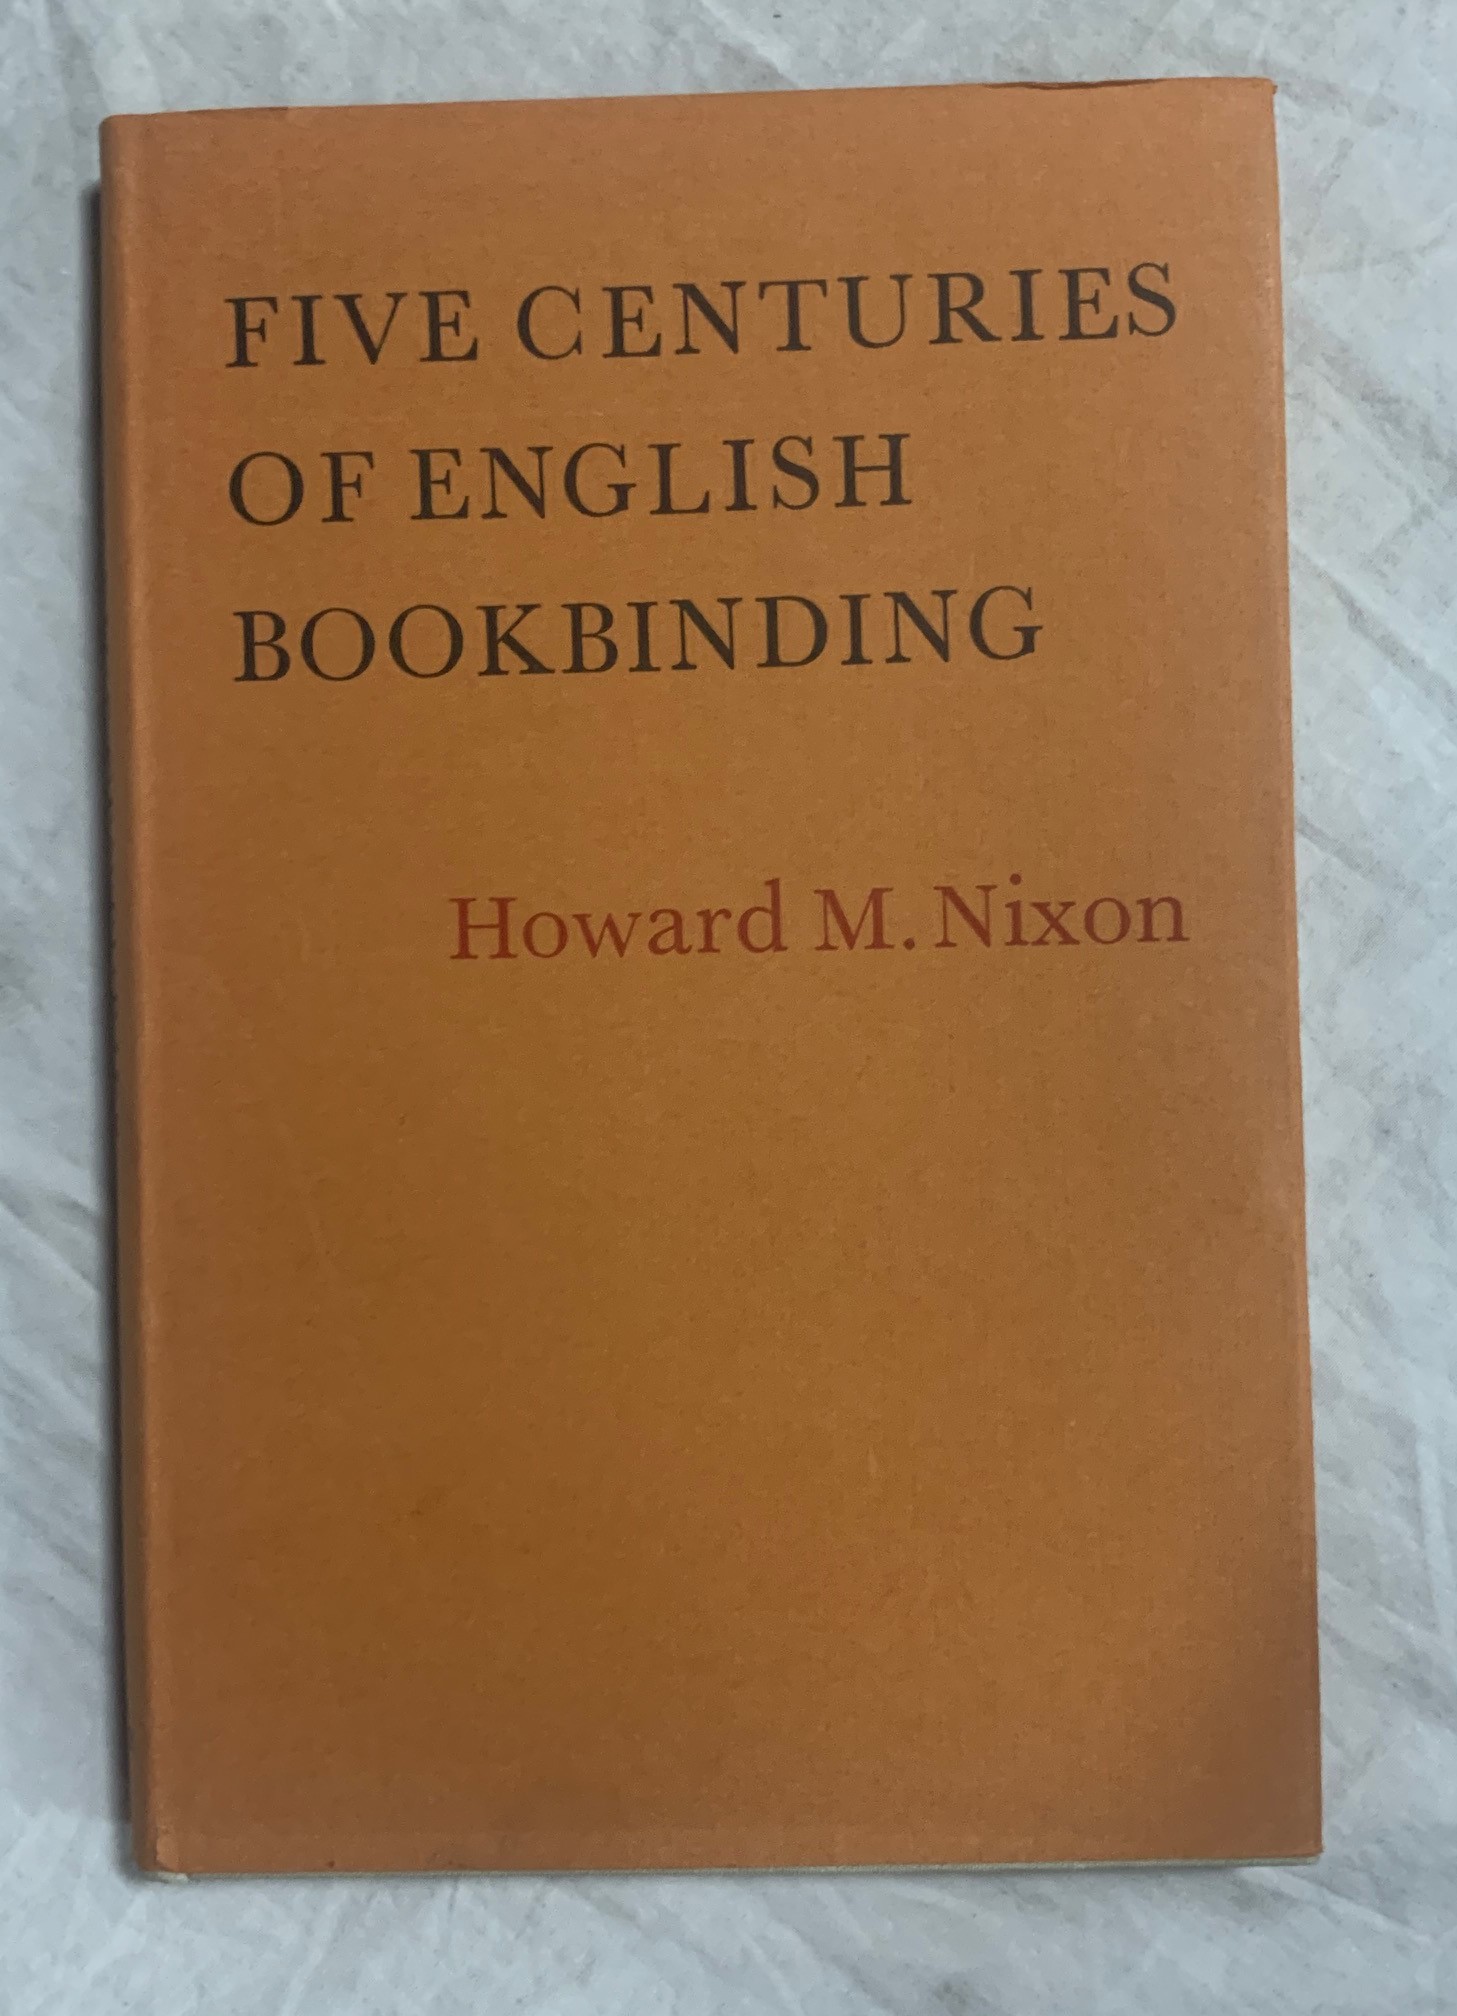 FIVE CENTURIES
OF ENGLISH
BOOKBINDING
Howard M. Nixon